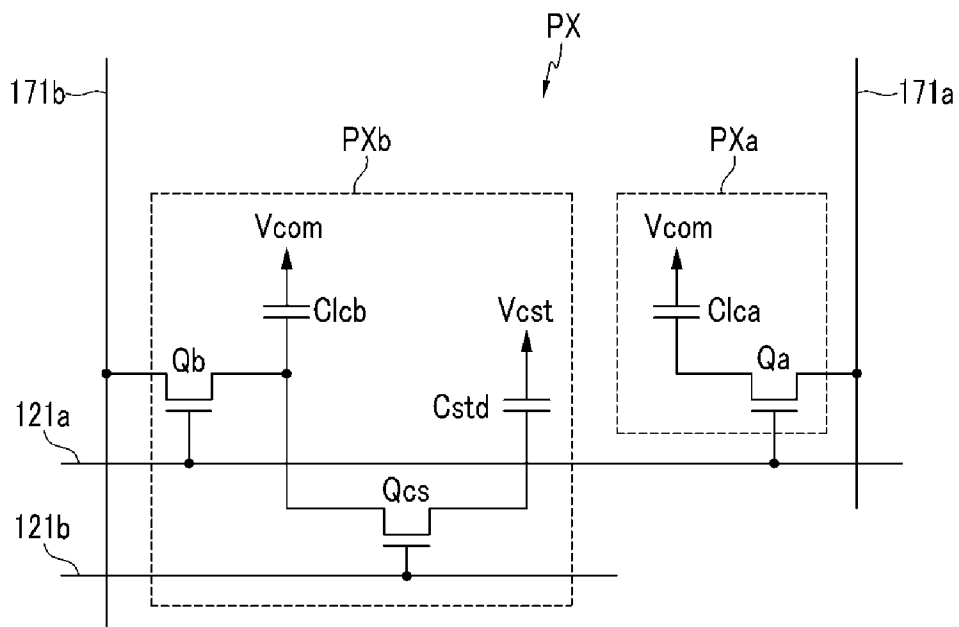 PX
171b
171a
PXb
PXa
Vcom
Vcom
Clcb
Vcst
Clca
Qb
Qa
Cstd
121a
Qcs
121b